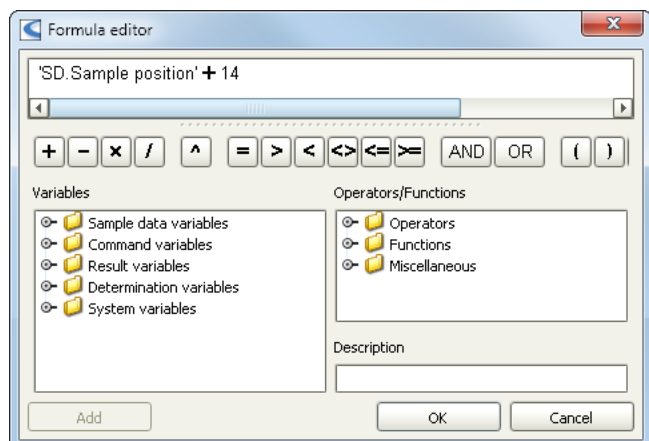 Formula editor
'SD.Sample position' + 14
+ − × / ^ = > < <> <= >= AND OR ( )
Variables
Operators/Functions
Sample data variables
Command variables
Result variables
Determination variables
System variables
Operators
Functions
Miscellaneous
Description
Add
OK
Cancel